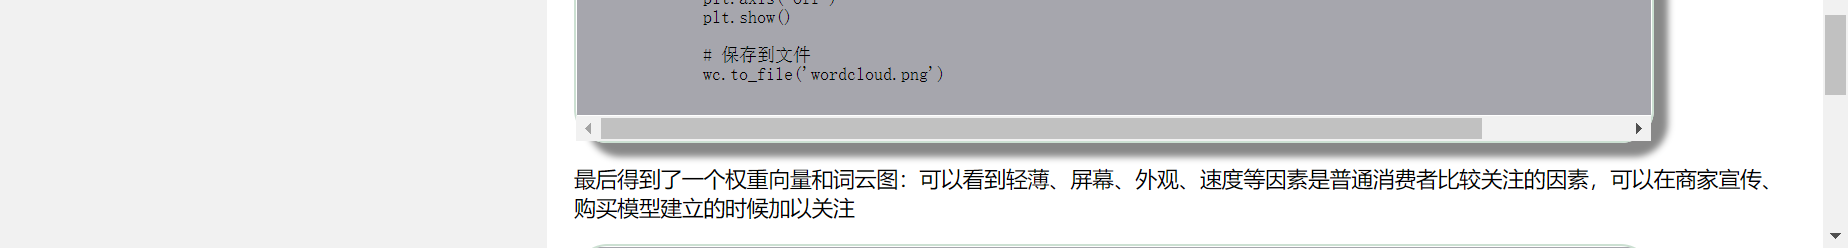 plt.axis('off')
plt.show()
# 保存到文件
wc.to_file('wordcloud.png')
最后得到了一个权重向量和词云图：可以看到轻薄、屏幕、外观、速度等因素是普通消费者比较关注的因素，可以在商家宣传、
购买模型建立的时候加以关注